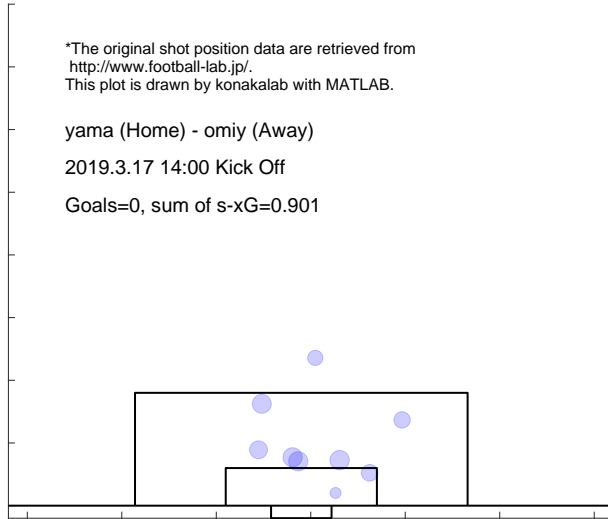 *The original shot position data are retrieved from
http://www.football-lab.jp/.
This plot is drawn by konakalab with MATLAB.
yama (Home) - omiy (Away)
2019.3.17 14:00 Kick Off
Goals=0, sum of s-xG=0.901